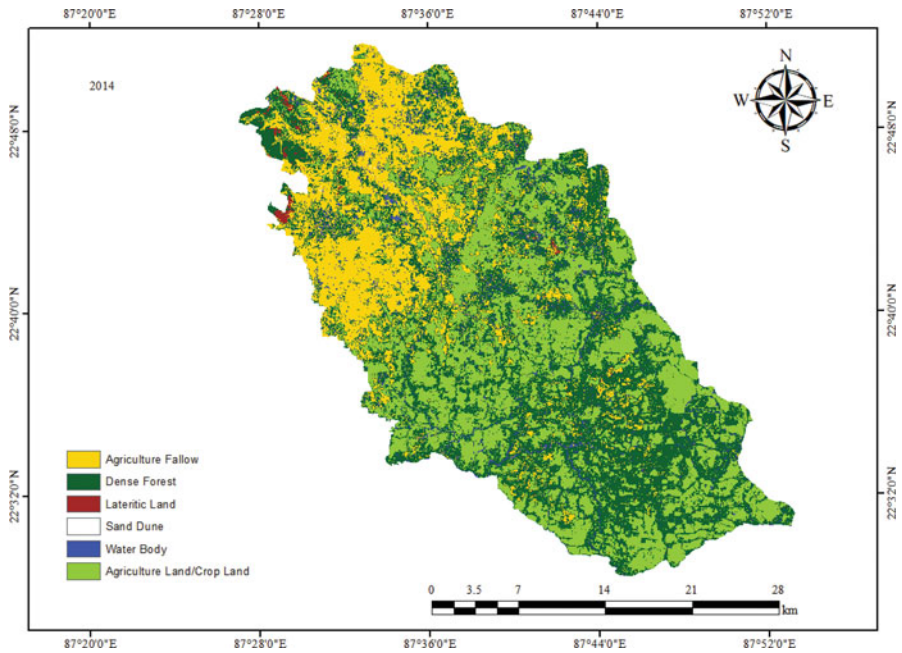 87°20'0"E 87°28'0"E 87°36'0"E 87°44'0"E 87°52'0"E
2014
N
W E
S
22°48'0"N 22°48'0"N
22°40'0"N 22°40'0"N
22°32'0"N 22°32'0"N
Agriculture Fallow
Dense Forest
Lateritic Land
Sand Dune
Water Body
Agriculture Land/Crop Land
0 3.5 7 14 21 28
km
87°20'0"E 87°28'0"E 87°36'0"E 87°44'0"E 87°52'0"E